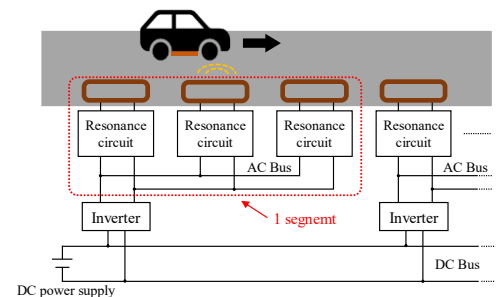 Resonance
circuit
Resonance
circuit
Resonance
circuit
Resonance
circuit
AC Bus
AC Bus
Inverter
1 segnemt
Inverter
DC Bus
DC power supply